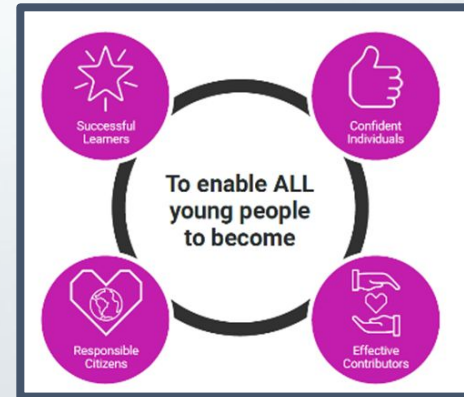 Successful
Learners
Confident
Individuals
To enable ALL
young people
to become
Responsible
Citizens
Effective
Contributors